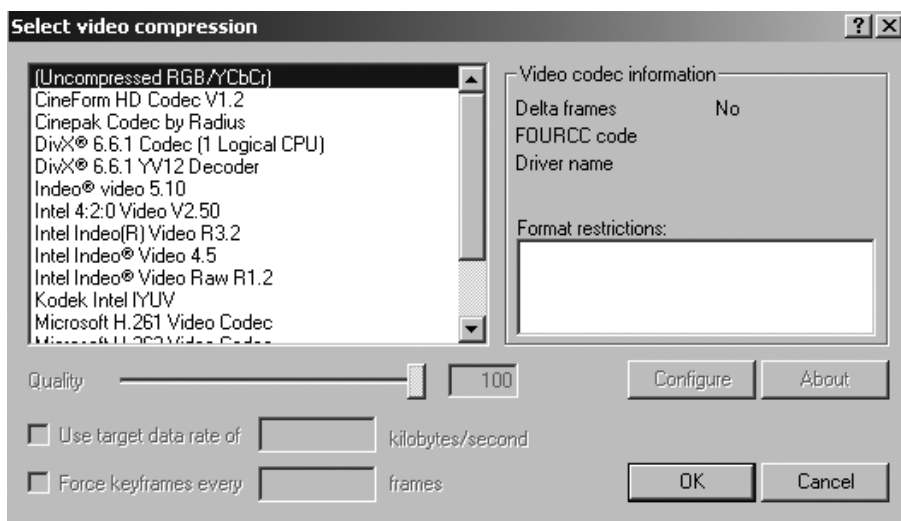 Select video compression
(Uncompressed RGB/YCbCr)
CineForm HD Codec V1.2
Cinepak Codec by Radius
DivX® 6.6.1 Codec (1 Logical CPU)
DivX® 6.6.1 YV12 Decoder
Indeo® video 5.10
Intel 4:2:0 Video V2.50
Intel Indeo(R) Video R3.2
Intel Indeo® Video 4.5
Intel Indeo® Video Raw R1.2
Kodek Intel IYUV
Microsoft H.261 Video Codec
Video codec information
Delta frames No
FOURCC code
Driver name
Format restrictions:
Quality 100
Configure About
Use target data rate of kilobytes/second
Force keyframes every frames
OK Cancel